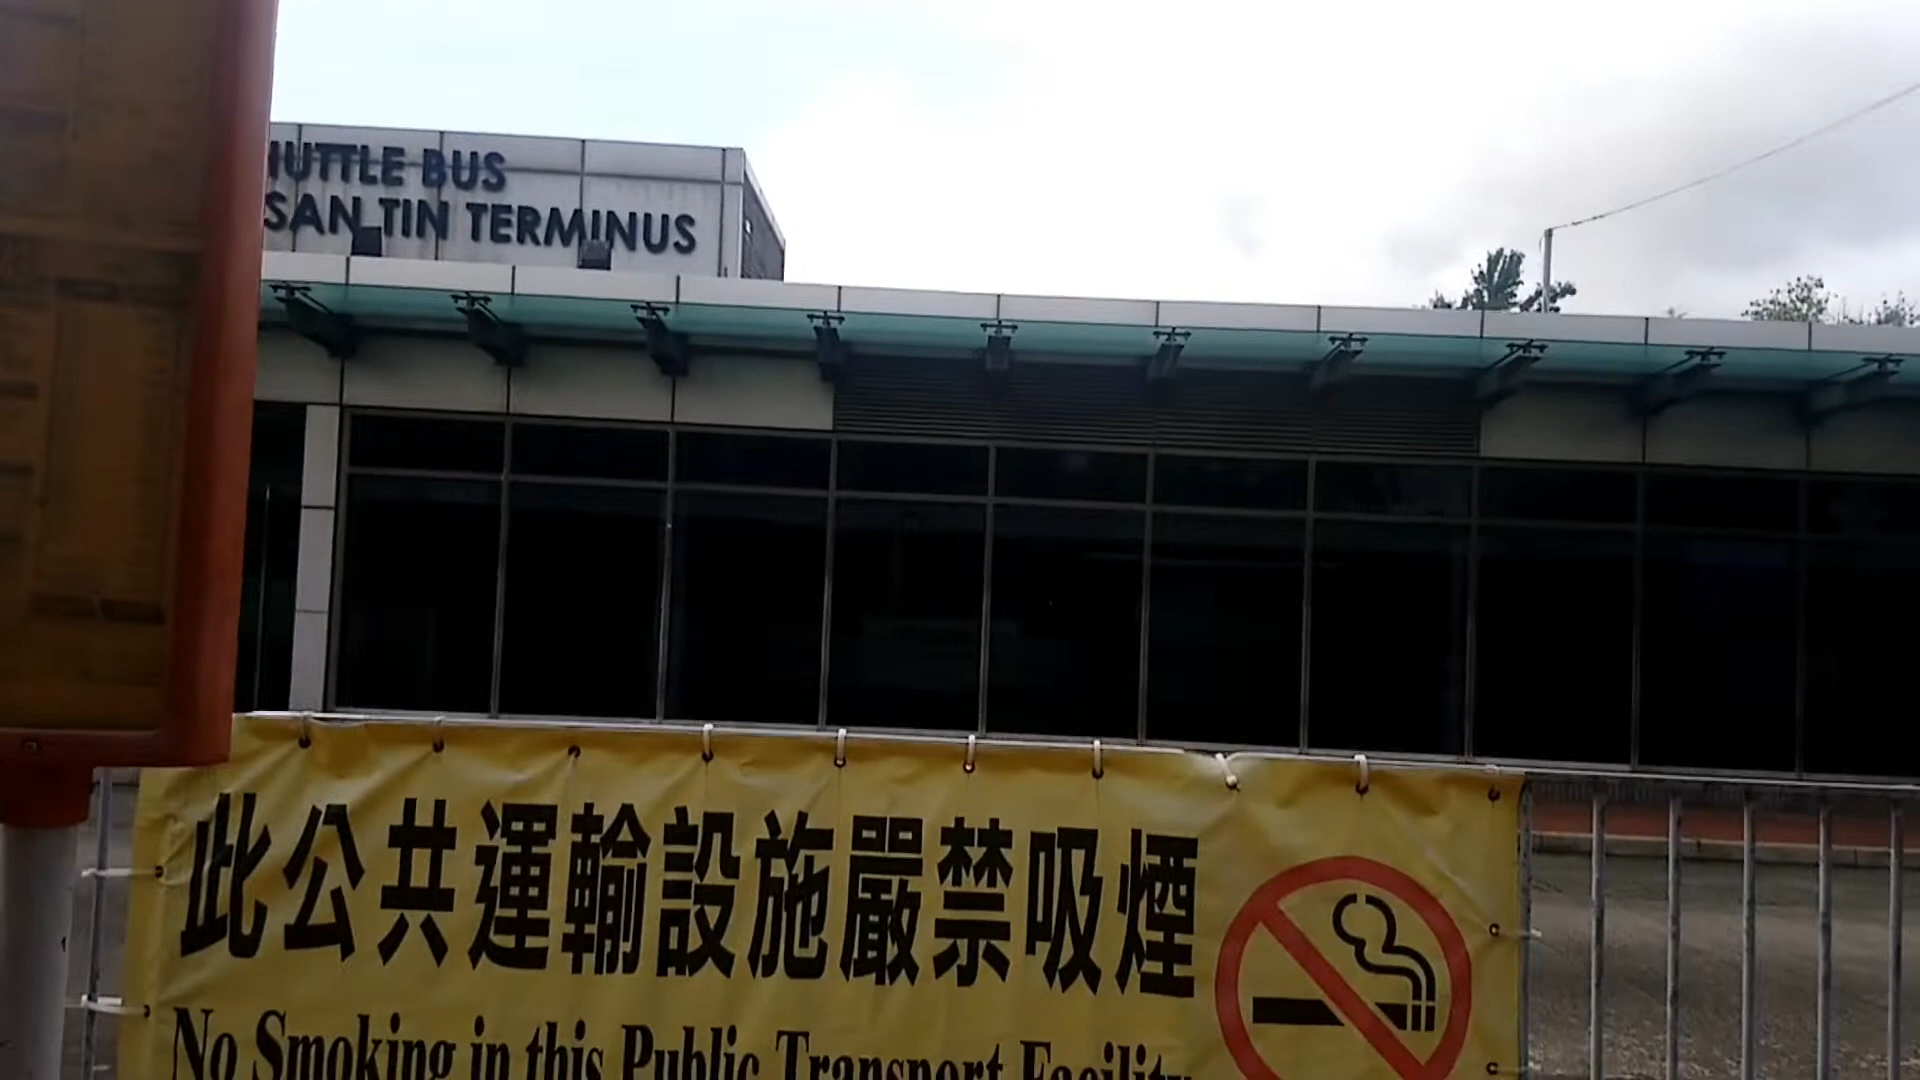 HUTTLE BUS
SAN TIN TERMINUS
此公共運輸設施嚴禁吸煙
No Smoking in this Public Transport Facility